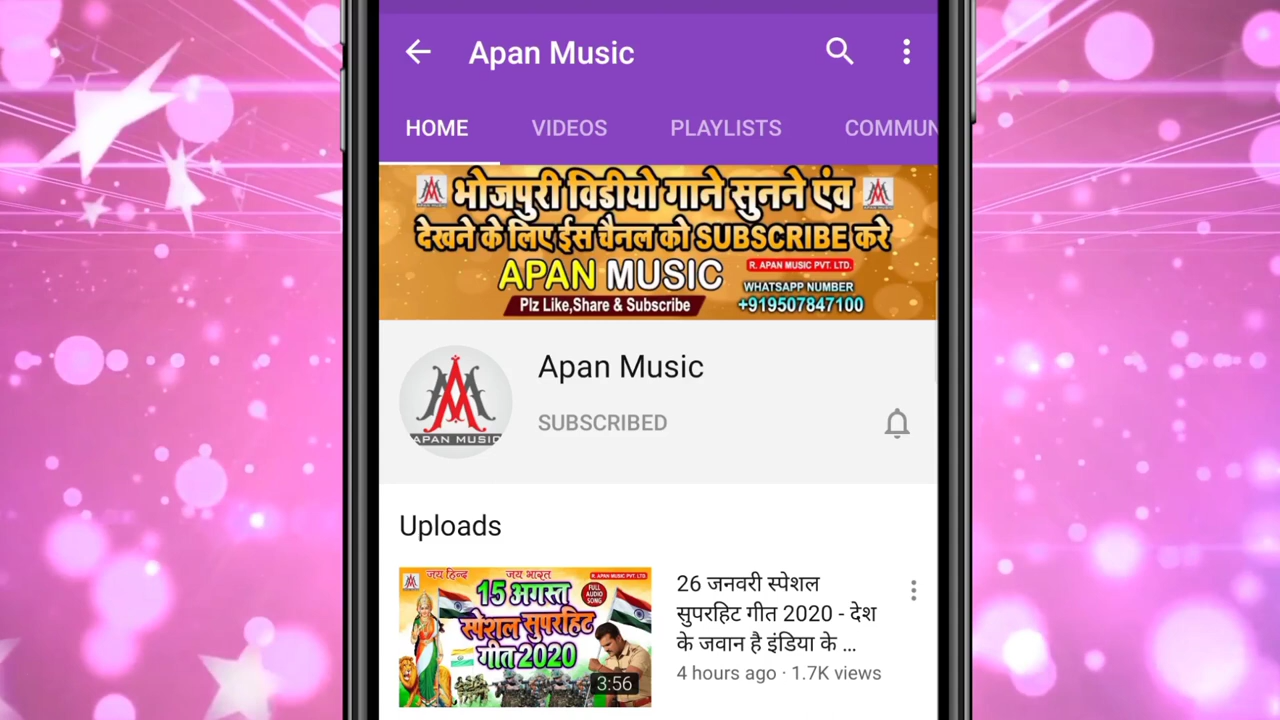 Apan Music
HOME VIDEOS PLAYLISTS COMMUN
भोजपुरी विडीयो गाने सुनने एंव
देखने के लिए ईस चैनल को SUBSCRIBE करे
APAN MUSIC
R. APAN MUSIC PVT. LTD.
WHATSAPP NUMBER
+919507847100
Plz Like,Share & Subscribe
Apan Music
SUBSCRIBED
APAN MUSIC
Uploads
जय हिन्द जय भारत
R. APAN MUSIC PVT. LTD
15 अगस्त
FULL
AUDIO
SONG
स्पेशल सुपरहिट
गीत 2020
3:56
26 जनवरी स्पेशल
सुपरहिट गीत 2020 - देश
के जवान है इंडिया के ...
4 hours ago · 1.7K views